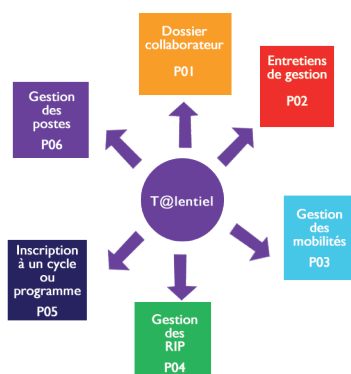 Dossier
collaborateur
P01
Entretiens
de gestion
P02
Gestion
des
mobilités
P03
Gestion
des
RIP
P04
Inscription
à un cycle
ou
programme
P05
Gestion
des
postes
P06
T@lentiel